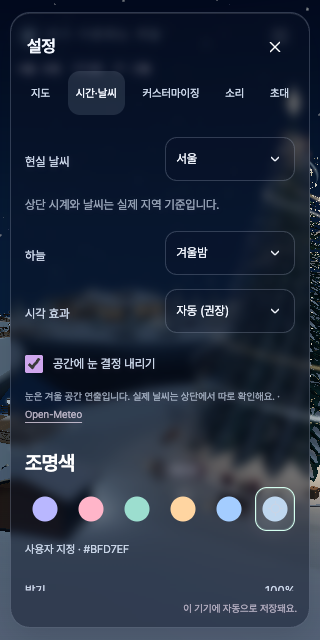 설정
지도
시간·날씨
커스터마이징
소리
초대
현실 날씨
서울
상단 시계와 날씨는 실제 지역 기준입니다.
하늘
겨울밤
시각 효과
자동 (권장)
공간에 눈 결정 내리기
눈은 겨울 공간 연출입니다. 실제 날씨는 상단에서 따로 확인해요. ·
Open-Meteo
조명색
사용자 지정 · #BFD7EF
밝기
100%
이 기기에 자동으로 저장돼요.